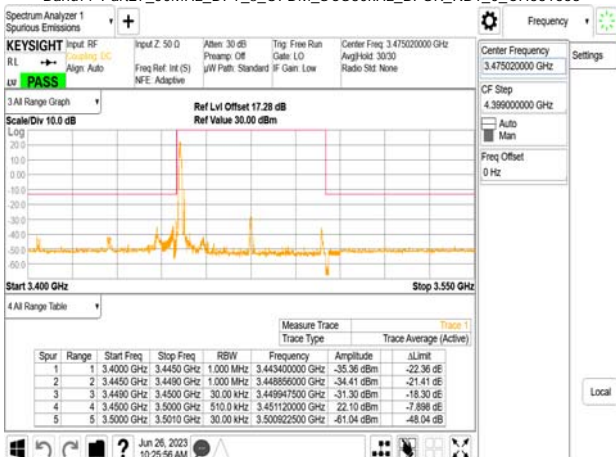 Spectrum Analyzer 1
Spurious Emissions
Frequency
KEYSIGHT
Input: RF
Coupling: DC
Align: Auto
Input Z: 50 Ω
Freq Ref: Int (S)
NFE: Adaptive
Atten: 30 dB
Preamp: Off
µW Path: Standard
Trig: Free Run
Gate: LO
IF Gain: Low
Center Freq: 3.475020000 GHz
Avg|Hold: 30/30
Radio Std: None
RL
LU PASS
Center Frequency
3.475020000 GHz
Settings
CF Step
4.399000000 GHz
Auto
Man
Freq Offset
0 Hz
Local
3 All Range Graph
Scale/Div 10.0 dB
Ref Lvl Offset 17.28 dB
Ref Value 30.00 dBm
Log
20.0
10.0
0.00
-10.0
-20.0
-30.0
-40.0
-50.0
-60.0
Start 3.400 GHz
Stop 3.550 GHz
4 All Range Table
Measure Trace Trace 1
Trace Type Trace Average (Active)
Spur Range Start Freq Stop Freq RBW Frequency Amplitude ΔLimit
1 1 3.4000 GHz 3.4450 GHz 1.000 MHz 3.443400000 GHz -35.36 dBm -22.36 dB
2 2 3.4450 GHz 3.4490 GHz 1.000 MHz 3.448856000 GHz -34.41 dBm -21.41 dB
3 3 3.4490 GHz 3.4500 GHz 30.00 kHz 3.449947500 GHz -31.30 dBm -18.30 dB
4 4 3.4500 GHz 3.5000 GHz 510.0 kHz 3.451120000 GHz 22.10 dBm -7.898 dB
5 5 3.5000 GHz 3.5010 GHz 30.00 kHz 3.500922500 GHz -61.04 dBm -48.04 dB
Jun 26, 2023
10:25:56 AM